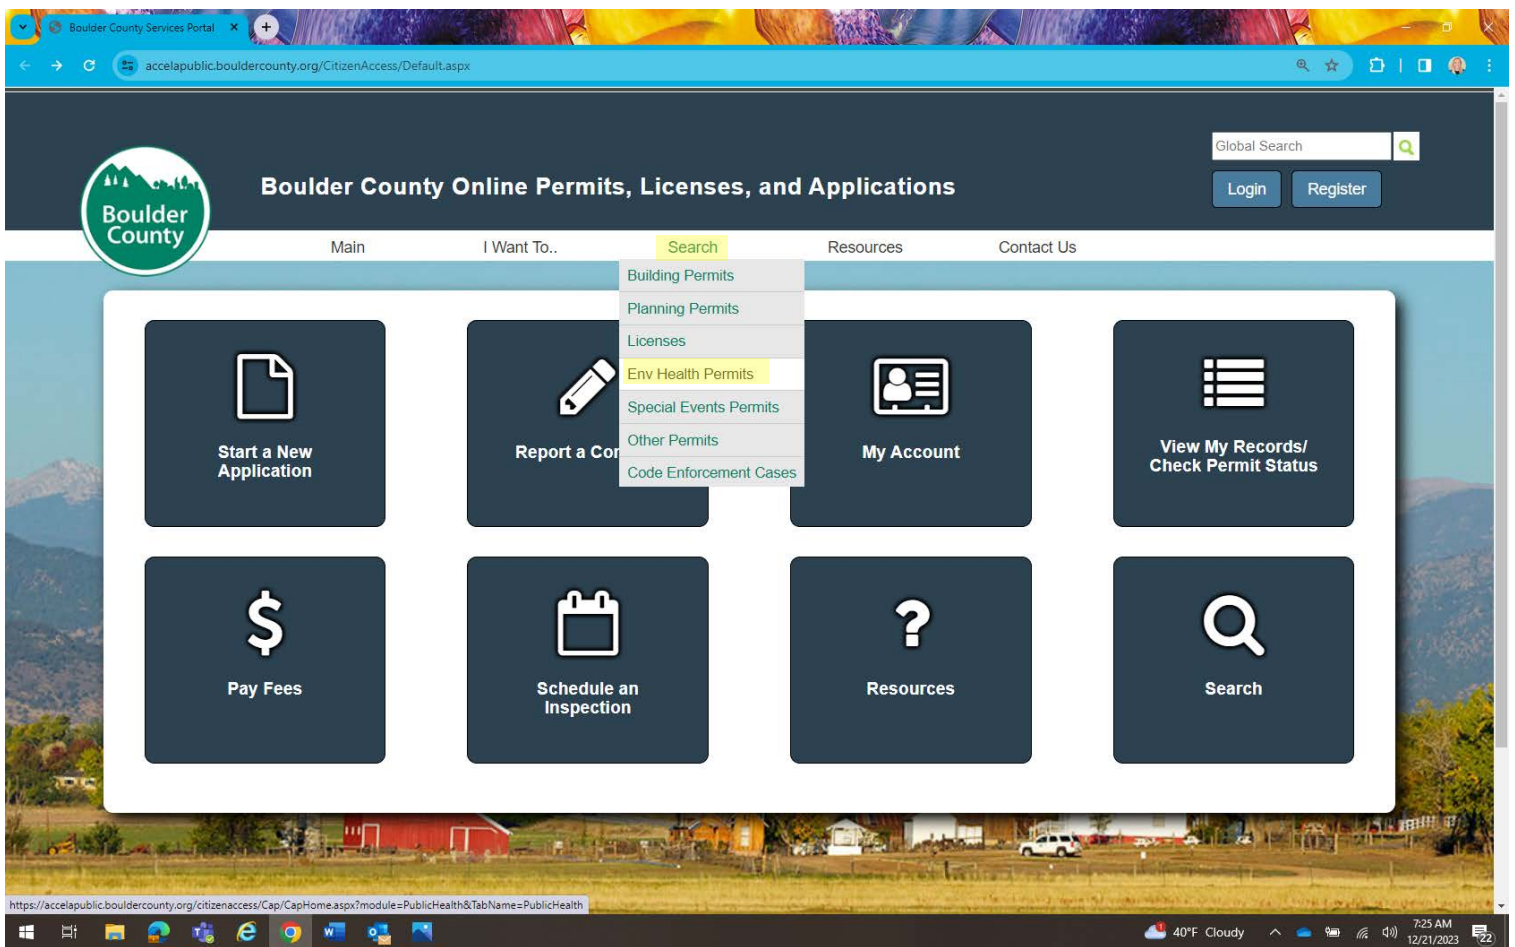 Boulder County Services Portal
accelapublic.bouldercounty.org/CitizenAccess/Default.aspx
Global Search
Boulder
County
Boulder County Online Permits, Licenses, and Applications
Login Register
Main I Want To.. Search Resources Contact Us
Building Permits
Planning Permits
Licenses
Env Health Permits
Special Events Permits
Other Permits
Code Enforcement Cases
Start a New
Application
Report a Co
My Account
View My Records/
Check Permit Status
Pay Fees
Schedule an
Inspection
Resources
Search
https://accelapublic.bouldercounty.org/citizenaccess/Cap/CapHome.aspx?module=PublicHealth&TabName=PublicHealth
40°F Cloudy
7:25 AM
12/21/2023
22